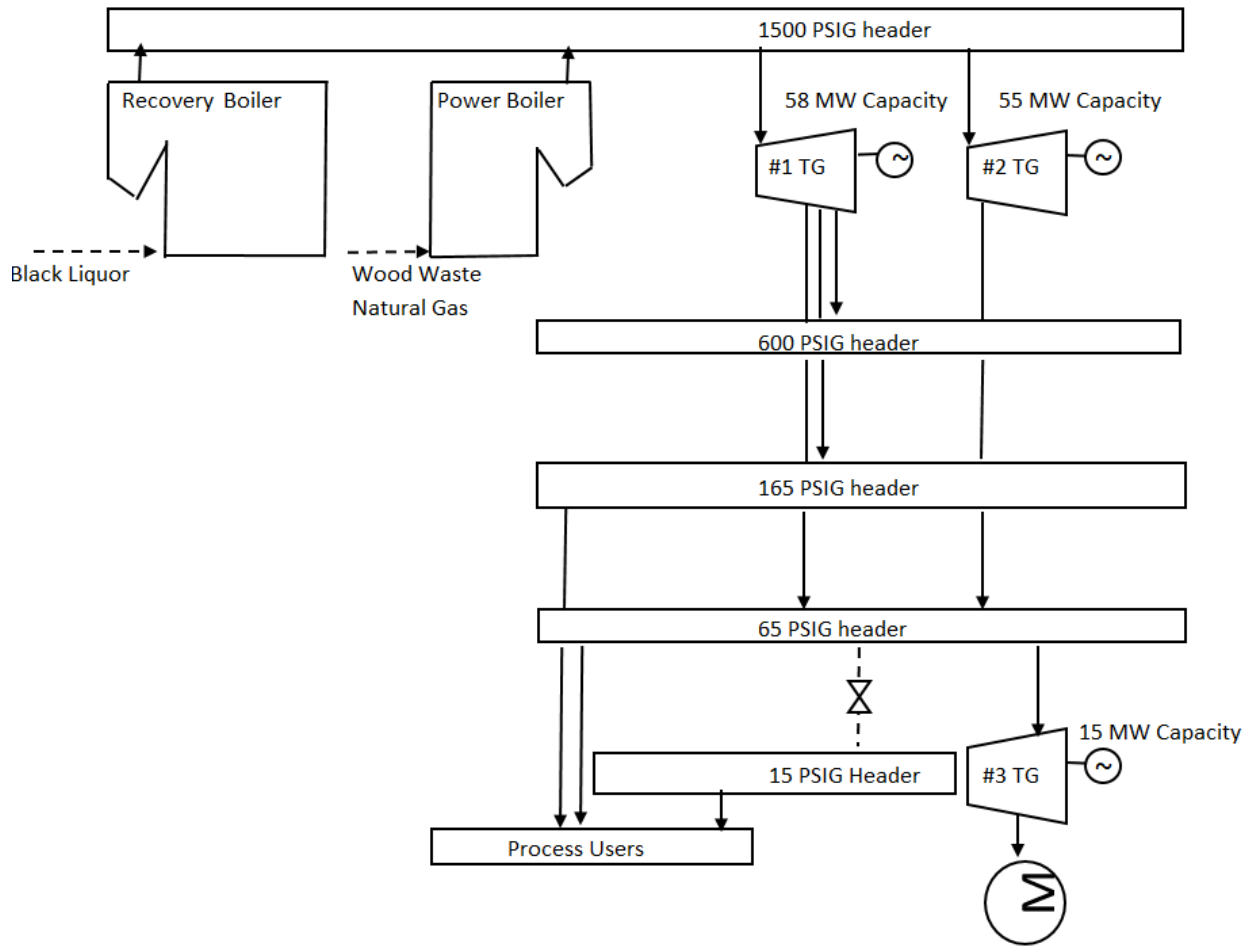 1500 PSIG header
Recovery Boiler
Power Boiler
58 MW Capacity
55 MW Capacity
#1 TG
~
#2 TG
~
Black Liquor
Wood Waste
Natural Gas
600 PSIG header
165 PSIG header
65 PSIG header
15 MW Capacity
15 PSIG Header
#3 TG
~
Process Users
M